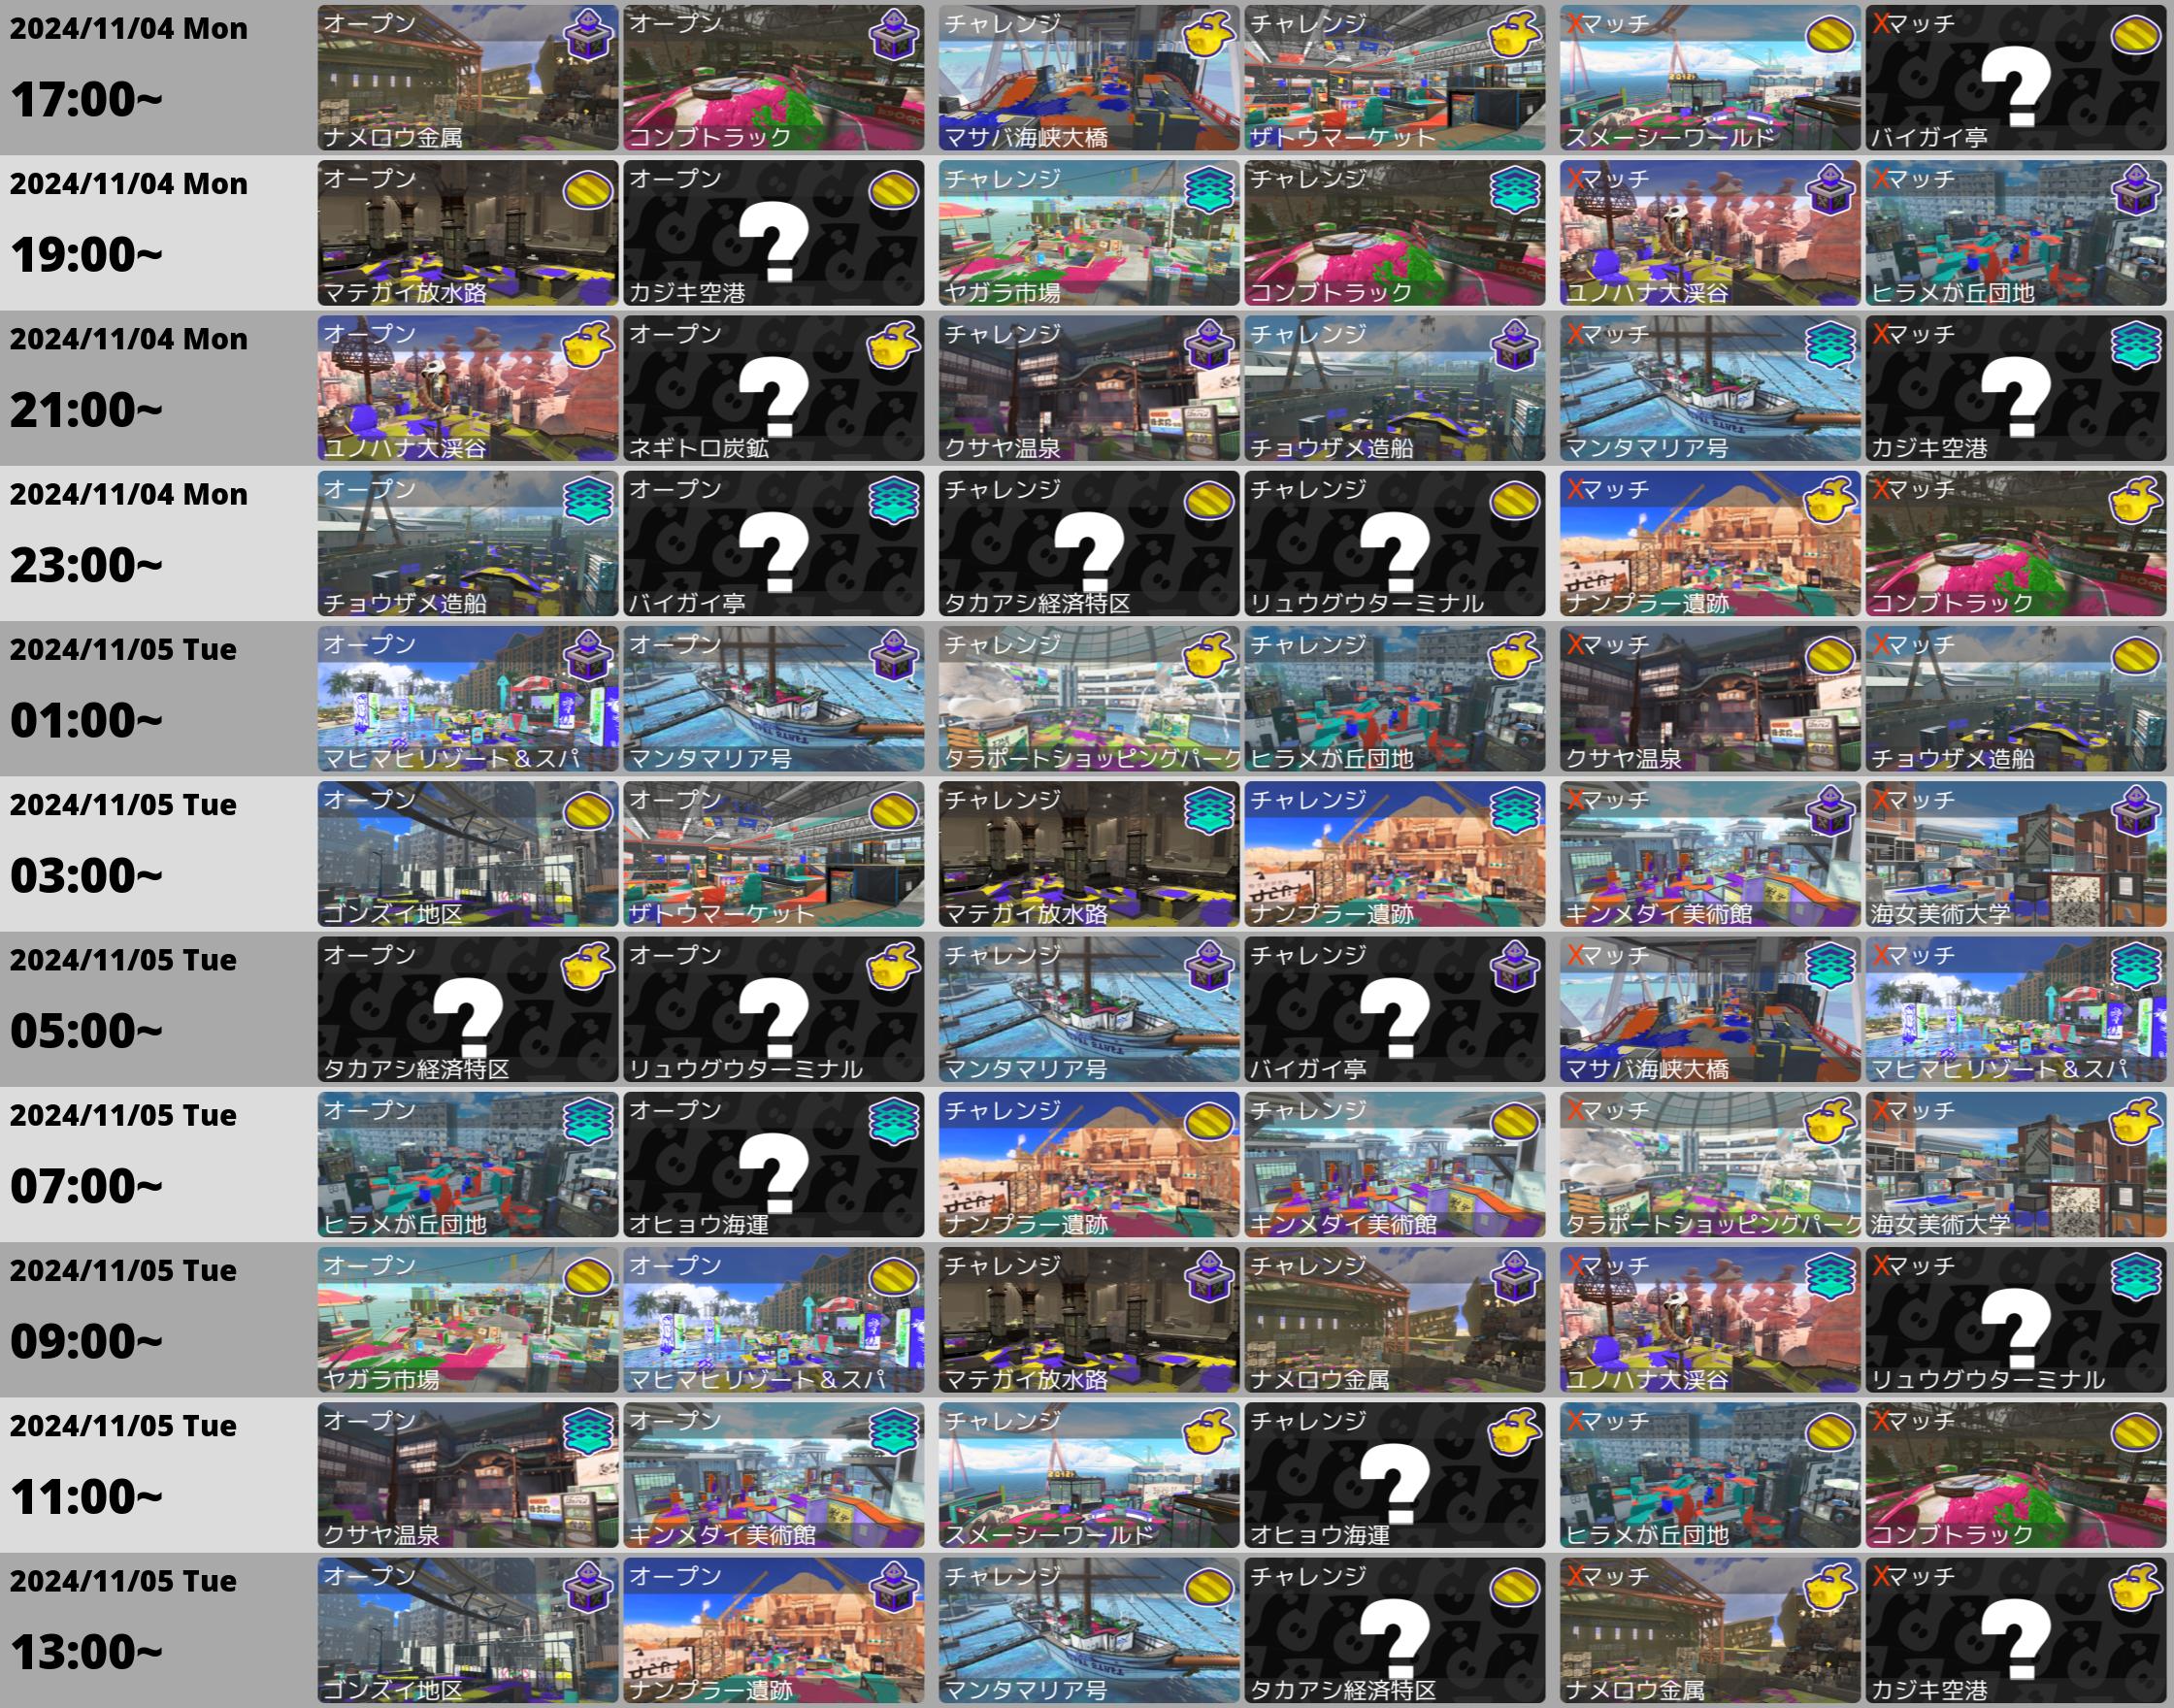 2024/11/04 Mon
17:00~
オープン
ナメロウ金属
オープン
コンブトラック
チャレンジ
マサバ海峡大橋
チャレンジ
ザトウマーケット
Xマッチ
スメーシーワールド
Xマッチ
?
バイガイ亭
2024/11/04 Mon
19:00~
オープン
マテガイ放水路
オープン
?
カジキ空港
チャレンジ
ヤガラ市場
チャレンジ
コンブトラック
Xマッチ
ユノハナ大渓谷
Xマッチ
ヒラメが丘団地
2024/11/04 Mon
21:00~
オープン
ユノハナ大渓谷
オープン
?
ネギトロ炭鉱
チャレンジ
クサヤ温泉
チャレンジ
チョウザメ造船
Xマッチ
マンタマリア号
Xマッチ
?
カジキ空港
2024/11/04 Mon
23:00~
オープン
チョウザメ造船
オープン
?
バイガイ亭
チャレンジ
?
タカアシ経済特区
チャレンジ
?
リュウグウターミナル
Xマッチ
ナンプラー遺跡
Xマッチ
コンブトラック
2024/11/05 Tue
01:00~
オープン
マヒマヒリゾート＆スパ
オープン
マンタマリア号
チャレンジ
タラポートショッピングパーク
チャレンジ
ヒラメが丘団地
Xマッチ
クサヤ温泉
Xマッチ
チョウザメ造船
2024/11/05 Tue
03:00~
オープン
ゴンズイ地区
オープン
ザトウマーケット
チャレンジ
マテガイ放水路
チャレンジ
ナンプラー遺跡
Xマッチ
キンメダイ美術館
Xマッチ
海女美術大学
2024/11/05 Tue
05:00~
オープン
?
タカアシ経済特区
オープン
?
リュウグウターミナル
チャレンジ
マンタマリア号
チャレンジ
?
バイガイ亭
Xマッチ
マサバ海峡大橋
Xマッチ
マヒマヒリゾート＆スパ
2024/11/05 Tue
07:00~
オープン
ヒラメが丘団地
オープン
?
オヒョウ海運
チャレンジ
ナンプラー遺跡
チャレンジ
キンメダイ美術館
Xマッチ
タラポートショッピングパーク
Xマッチ
海女美術大学
2024/11/05 Tue
09:00~
オープン
ヤガラ市場
オープン
マヒマヒリゾート＆スパ
チャレンジ
マテガイ放水路
チャレンジ
ナメロウ金属
Xマッチ
ユノハナ大渓谷
Xマッチ
?
リュウグウターミナル
2024/11/05 Tue
11:00~
オープン
クサヤ温泉
オープン
キンメダイ美術館
チャレンジ
スメーシーワールド
チャレンジ
?
オヒョウ海運
Xマッチ
ヒラメが丘団地
Xマッチ
コンブトラック
2024/11/05 Tue
13:00~
オープン
ゴンズイ地区
オープン
ナンプラー遺跡
チャレンジ
マンタマリア号
チャレンジ
?
タカアシ経済特区
Xマッチ
ナメロウ金属
Xマッチ
?
カジキ空港